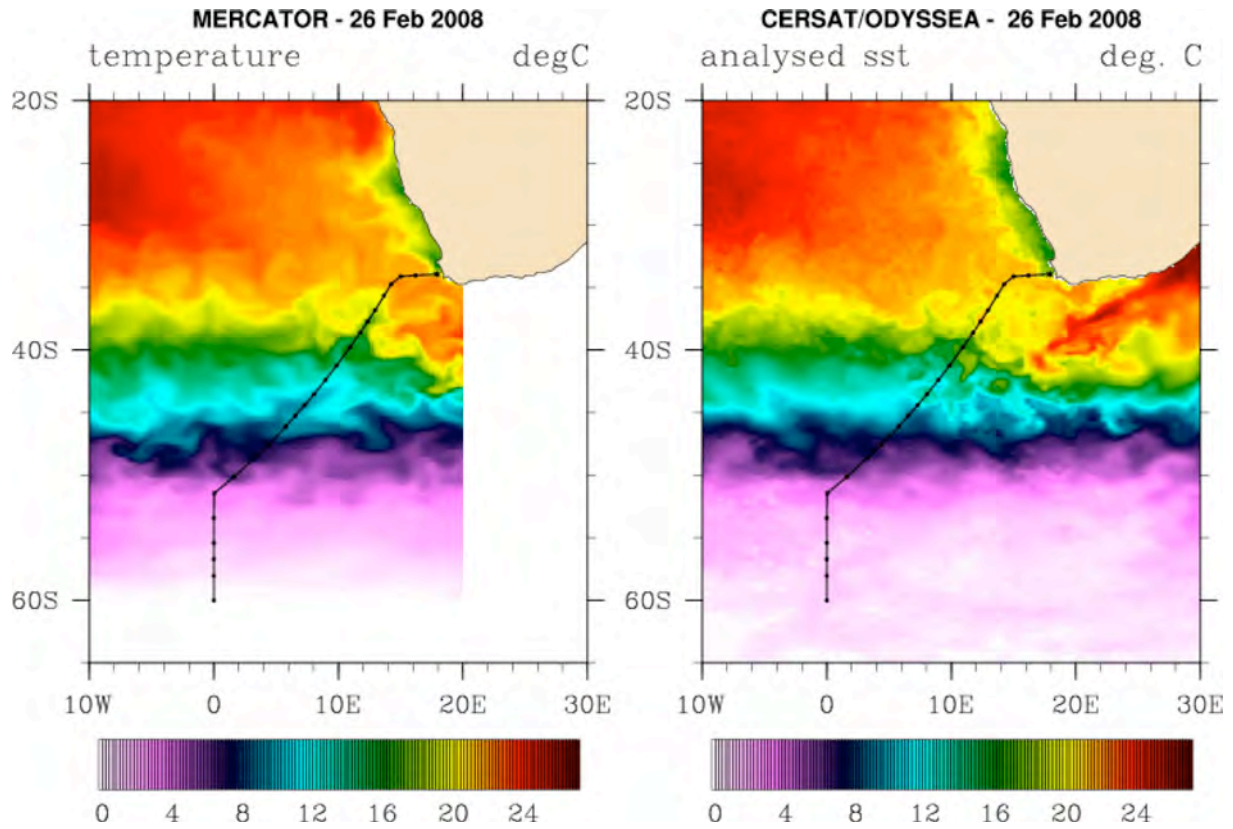 MERCATOR - 26 Feb 2008
temperature degC
20S
40S
60S
10W 0 10E 20E 30E
0 4 8 12 16 20 24
CERSAT/ODYSSEA - 26 Feb 2008
analysed sst deg. C
20S
40S
60S
10W 0 10E 20E 30E
0 4 8 12 16 20 24